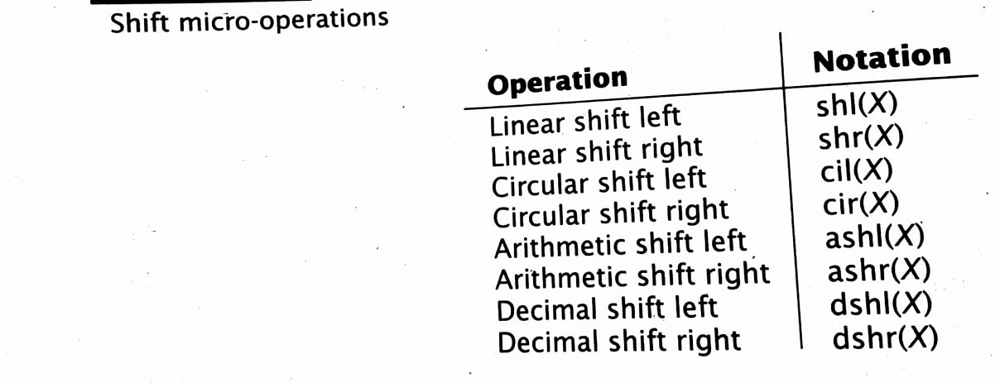 Shift micro-operations
Operation Notation
Linear shift left shl(X)
Linear shift right shr(X)
Circular shift left cil(X)
Circular shift right cir(X)
Arithmetic shift left ashl(X)
Arithmetic shift right ashr(X)
Decimal shift left dshl(X)
Decimal shift right dshr(X)